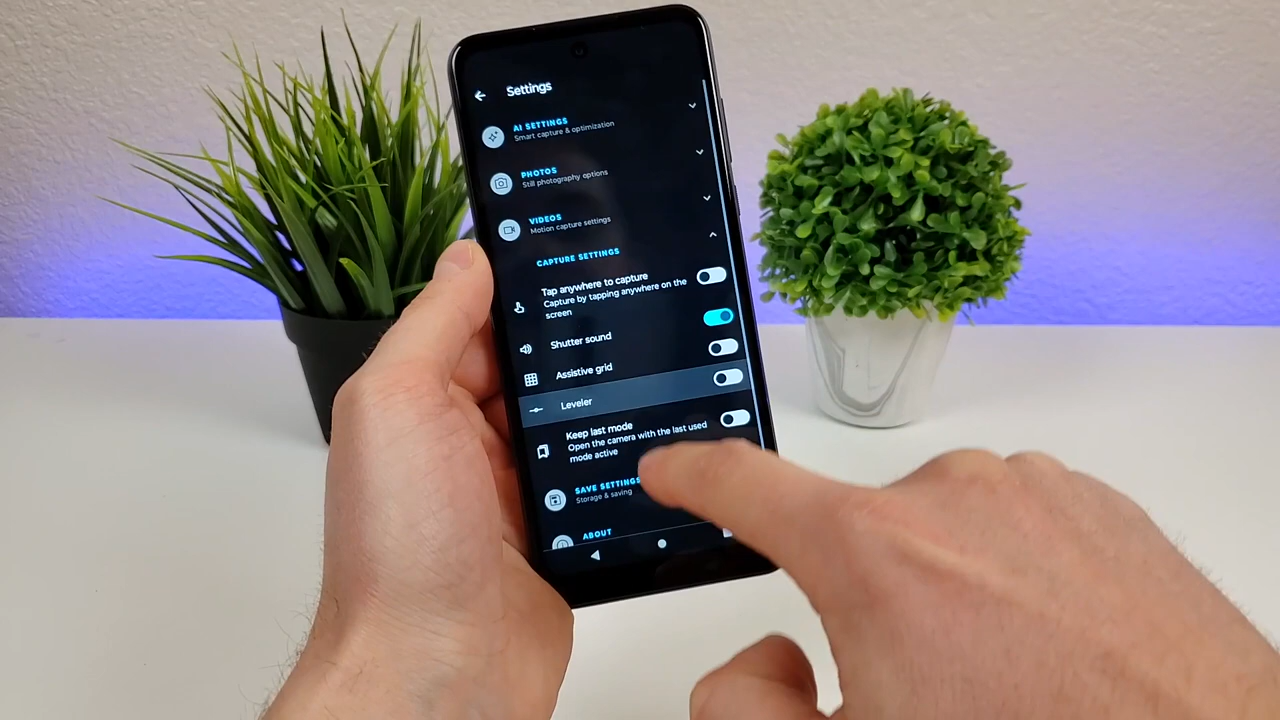 Settings
AI SETTINGS
Smart capture & optimization
PHOTOS
Still photography options
VIDEOS
Motion capture settings
CAPTURE SETTINGS
Tap anywhere to capture
Capture by tapping anywhere on the
screen
Shutter sound
Assistive grid
Leveler
Keep last mode
Open the camera with the last used
mode active
SAVE SETTINGS
Storage & saving
ABOUT